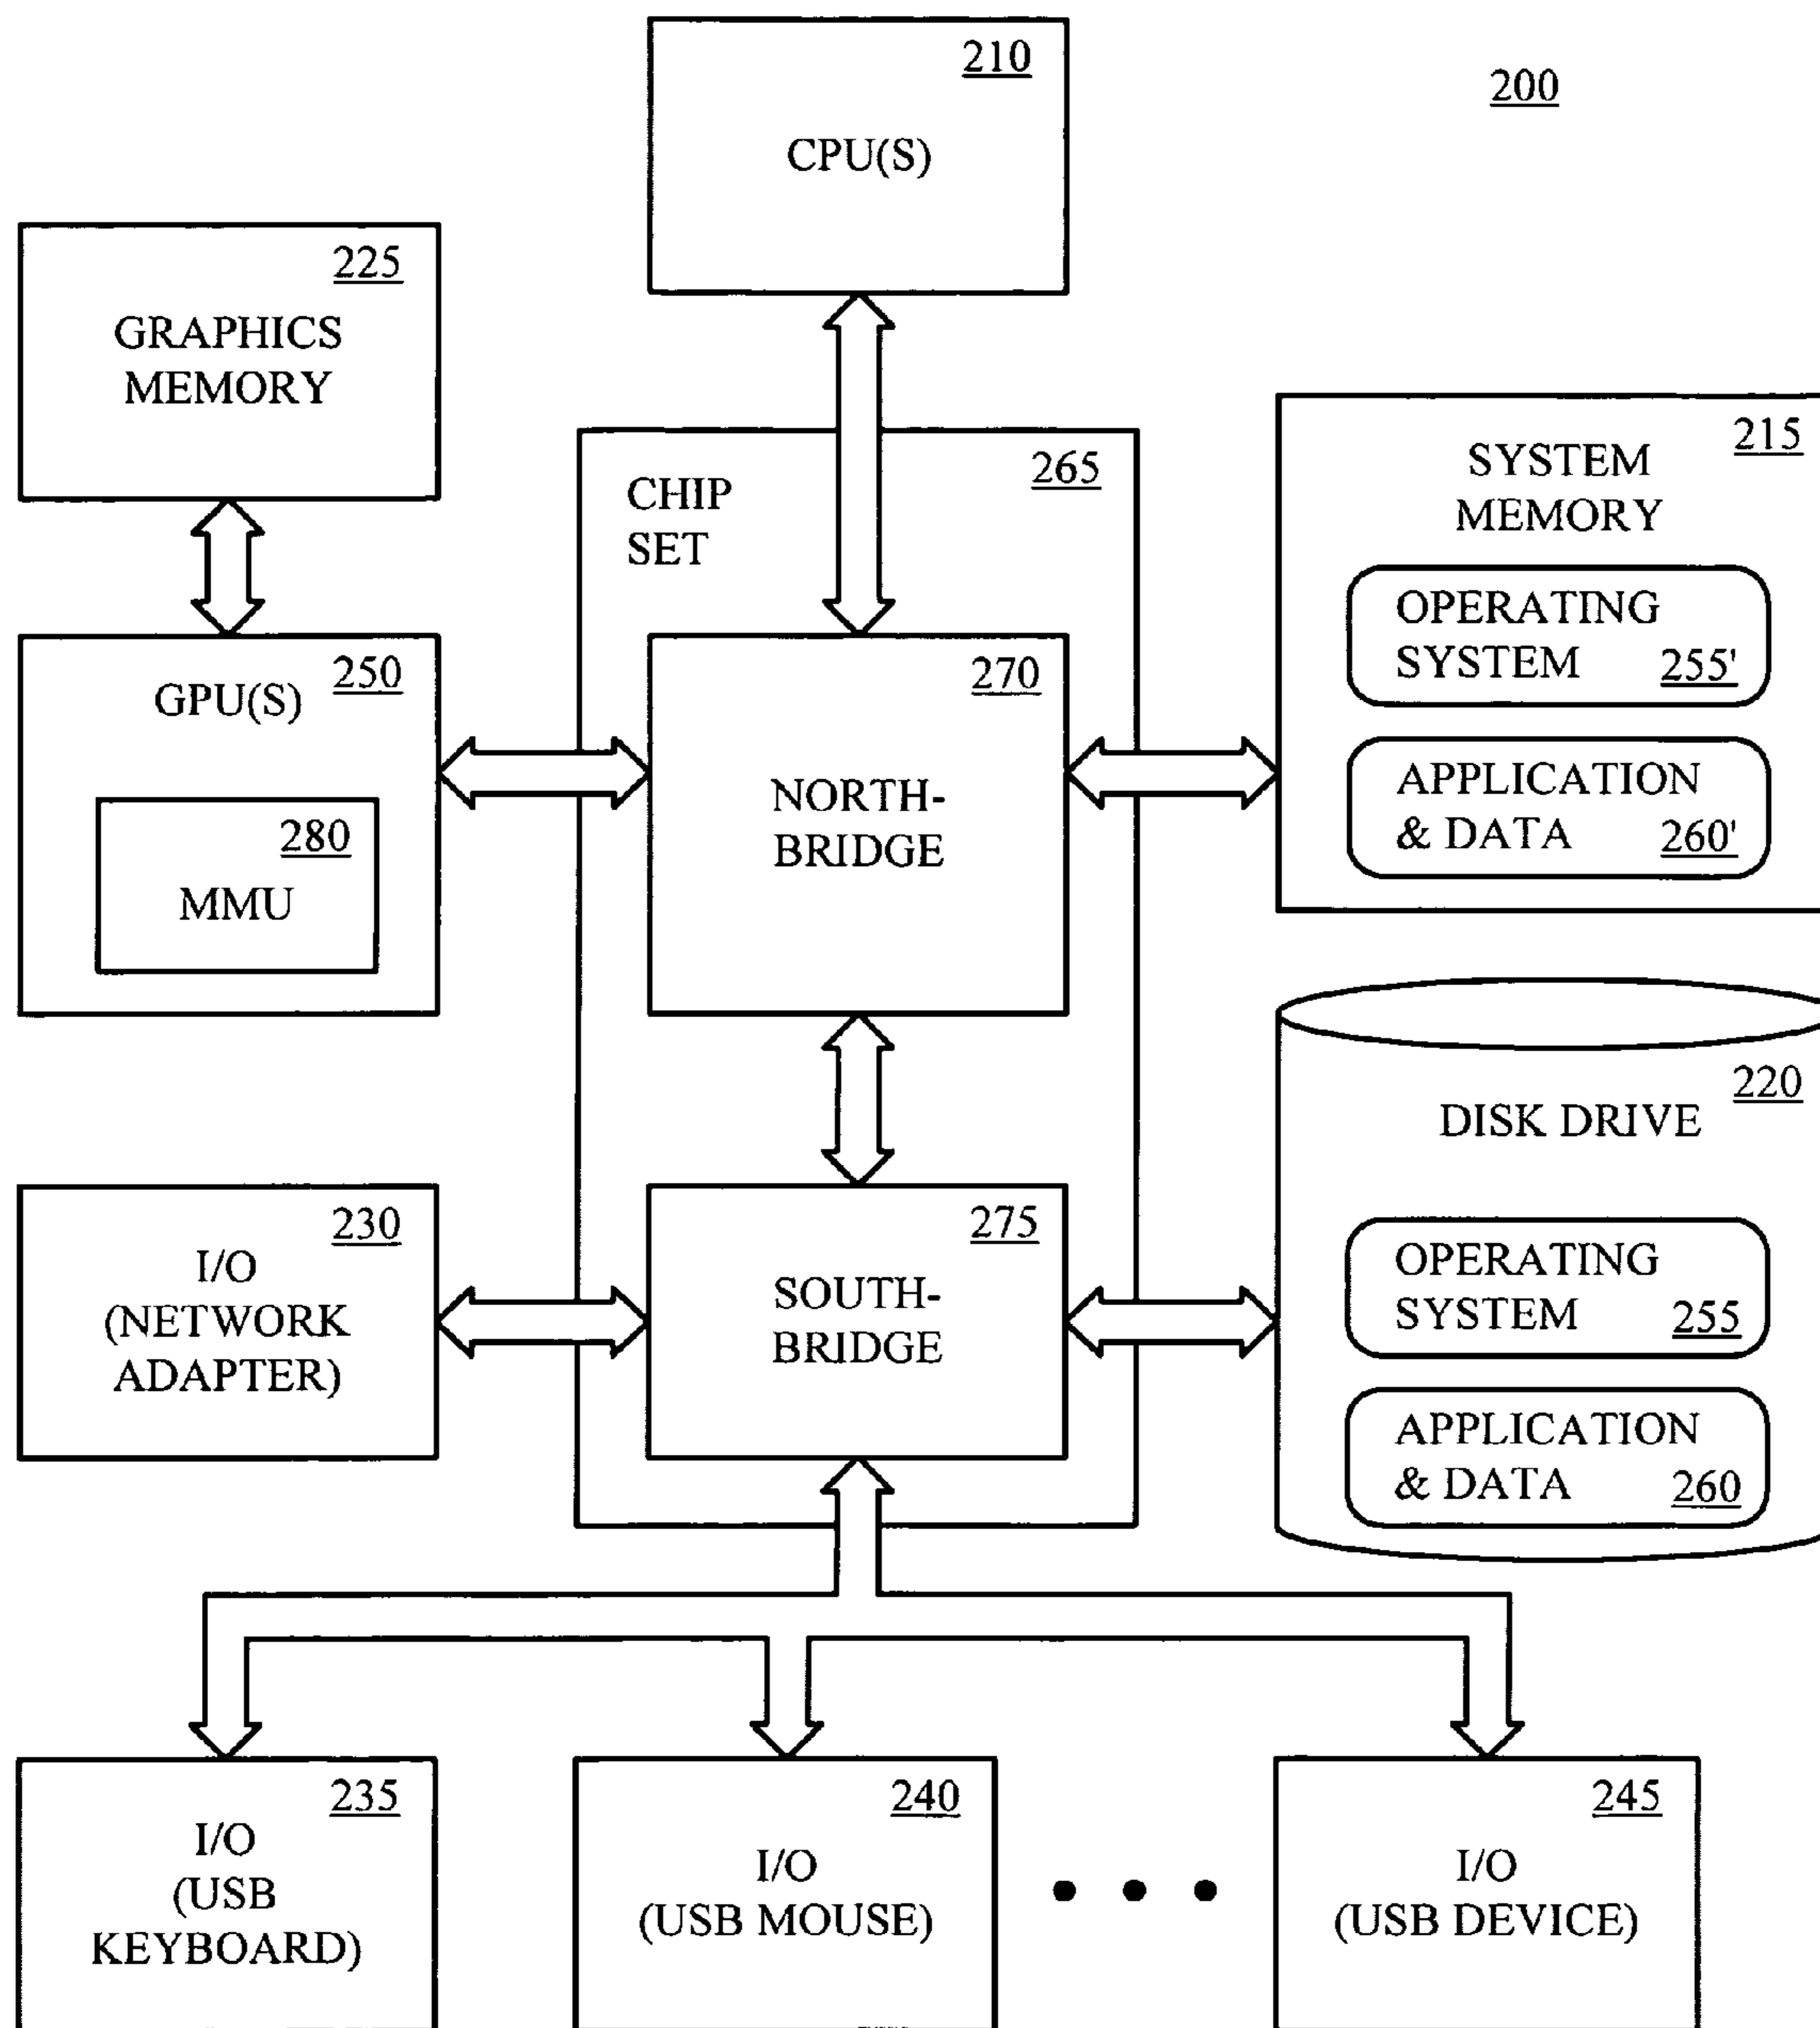 210
CPU(S)
200
225
GRAPHICS
MEMORY
265
CHIP
SET
215
SYSTEM
MEMORY
OPERATING
SYSTEM 255'
APPLICATION
& DATA 260'
250
GPU(S)
280
MMU
270
NORTH-
BRIDGE
220
DISK DRIVE
OPERATING
SYSTEM 255
APPLICATION
& DATA 260
230
I/O
(NETWORK
ADAPTER)
275
SOUTH-
BRIDGE
235
I/O
(USB
KEYBOARD)
240
I/O
(USB MOUSE)
245
I/O
(USB DEVICE)